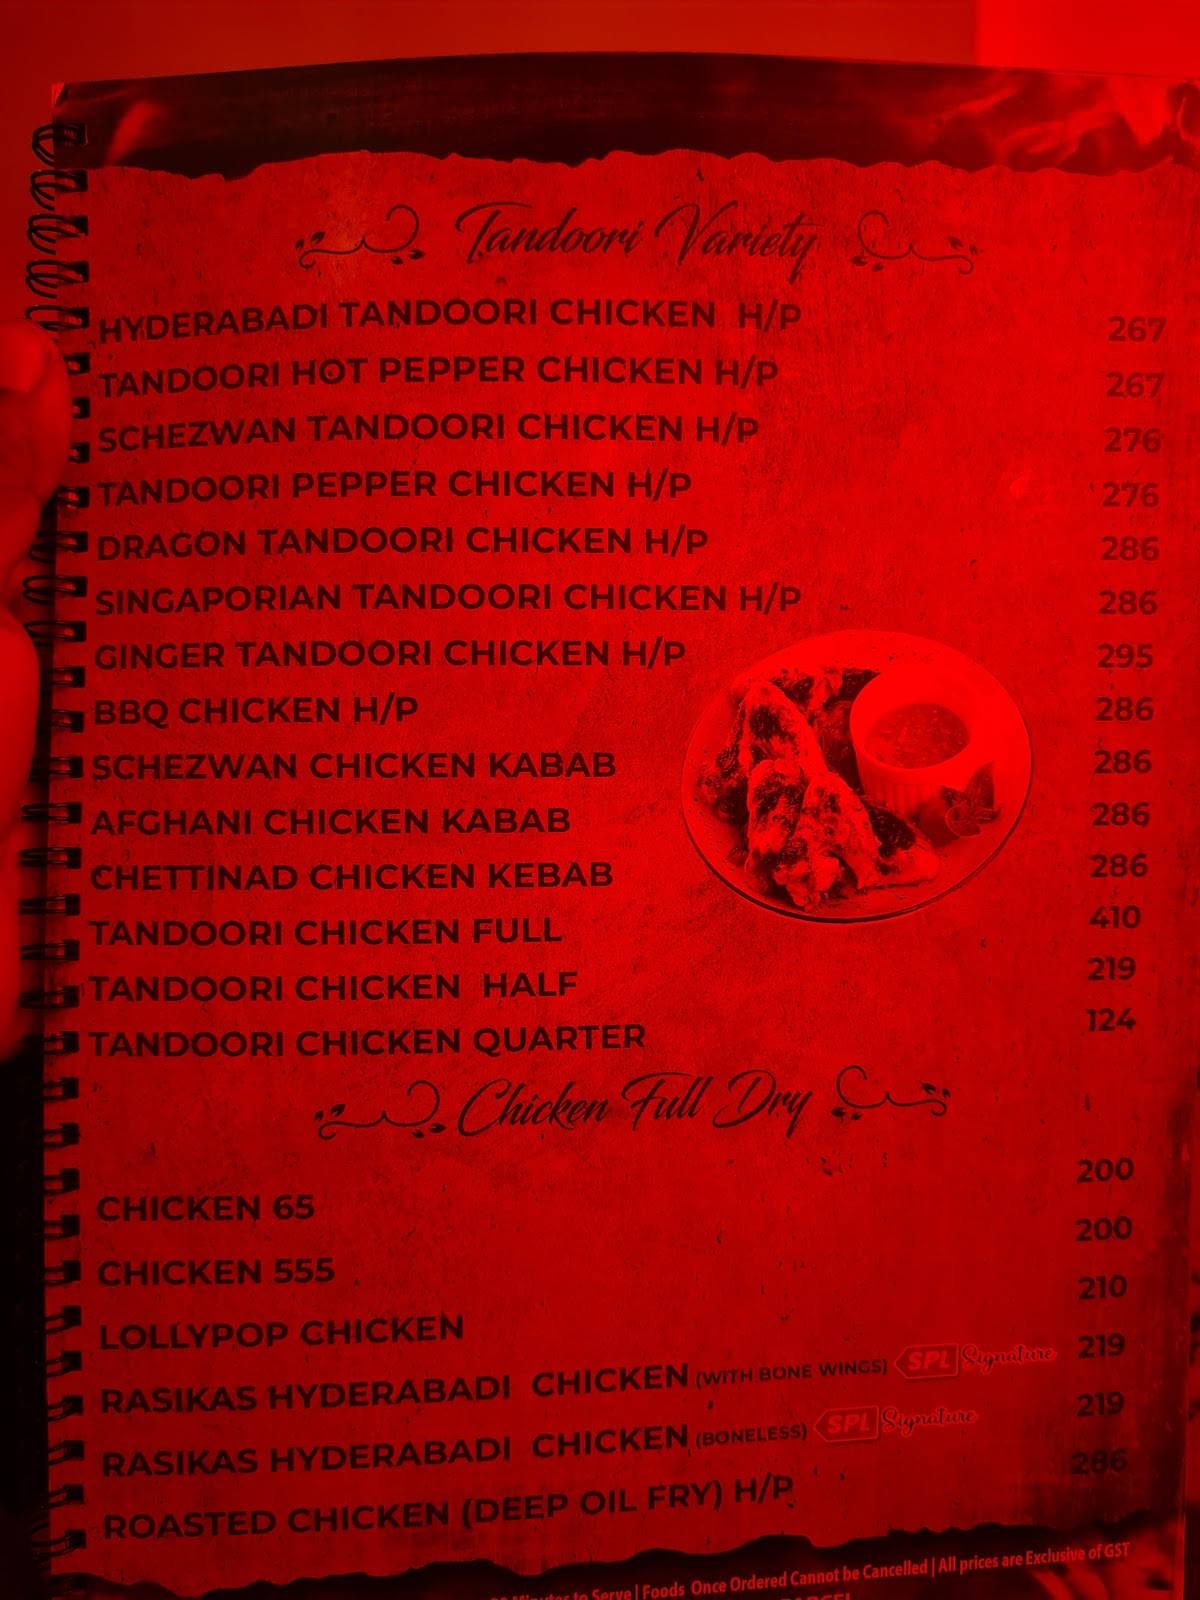 Tandoori Variety
HYDERABADI TANDOORI CHICKEN H/P 267
TANDOORI HOT PEPPER CHICKEN H/P 267
SCHEZWAN TANDOORI CHICKEN H/P 276
TANDOORI PEPPER CHICKEN H/P 276
DRAGON TANDOORI CHICKEN H/P 286
SINGAPORIAN TANDOORI CHICKEN H/P 286
GINGER TANDOORI CHICKEN H/P 295
BBQ CHICKEN H/P 286
SCHEZWAN CHICKEN KABAB 286
AFGHANI CHICKEN KABAB 286
CHETTINAD CHICKEN KEBAB 286
TANDOORI CHICKEN FULL 410
TANDOORI CHICKEN HALF 219
TANDOORI CHICKEN QUARTER 124
Chicken Full Dry
CHICKEN 65 200
CHICKEN 555 200
LOLLYPOP CHICKEN 210
RASIKAS HYDERABADI CHICKEN (WITH BONE WINGS) SPL Signature 219
RASIKAS HYDERABADI CHICKEN (BONELESS) SPL Signature 219
ROASTED CHICKEN (DEEP OIL FRY) H/P 286
Minutes to Serve | Foods Once Ordered Cannot be Cancelled | All prices are Exclusive of GST